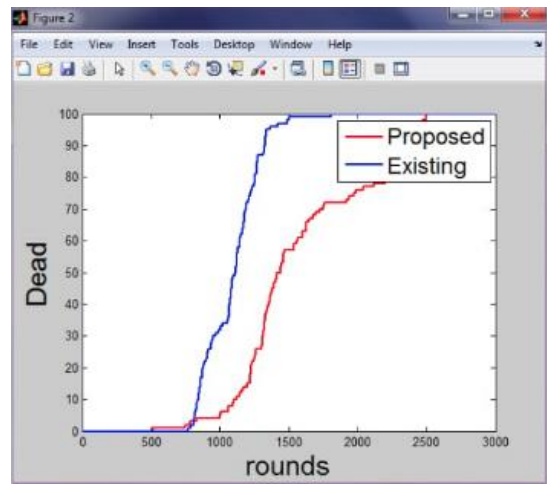 Figure 2
File Edit View Insert Tools Desktop Window Help
100
90
80
70
60
50
40
30
20
10
0
Dead
Proposed
Existing
0 500 1000 1500 2000 2500 3000
rounds